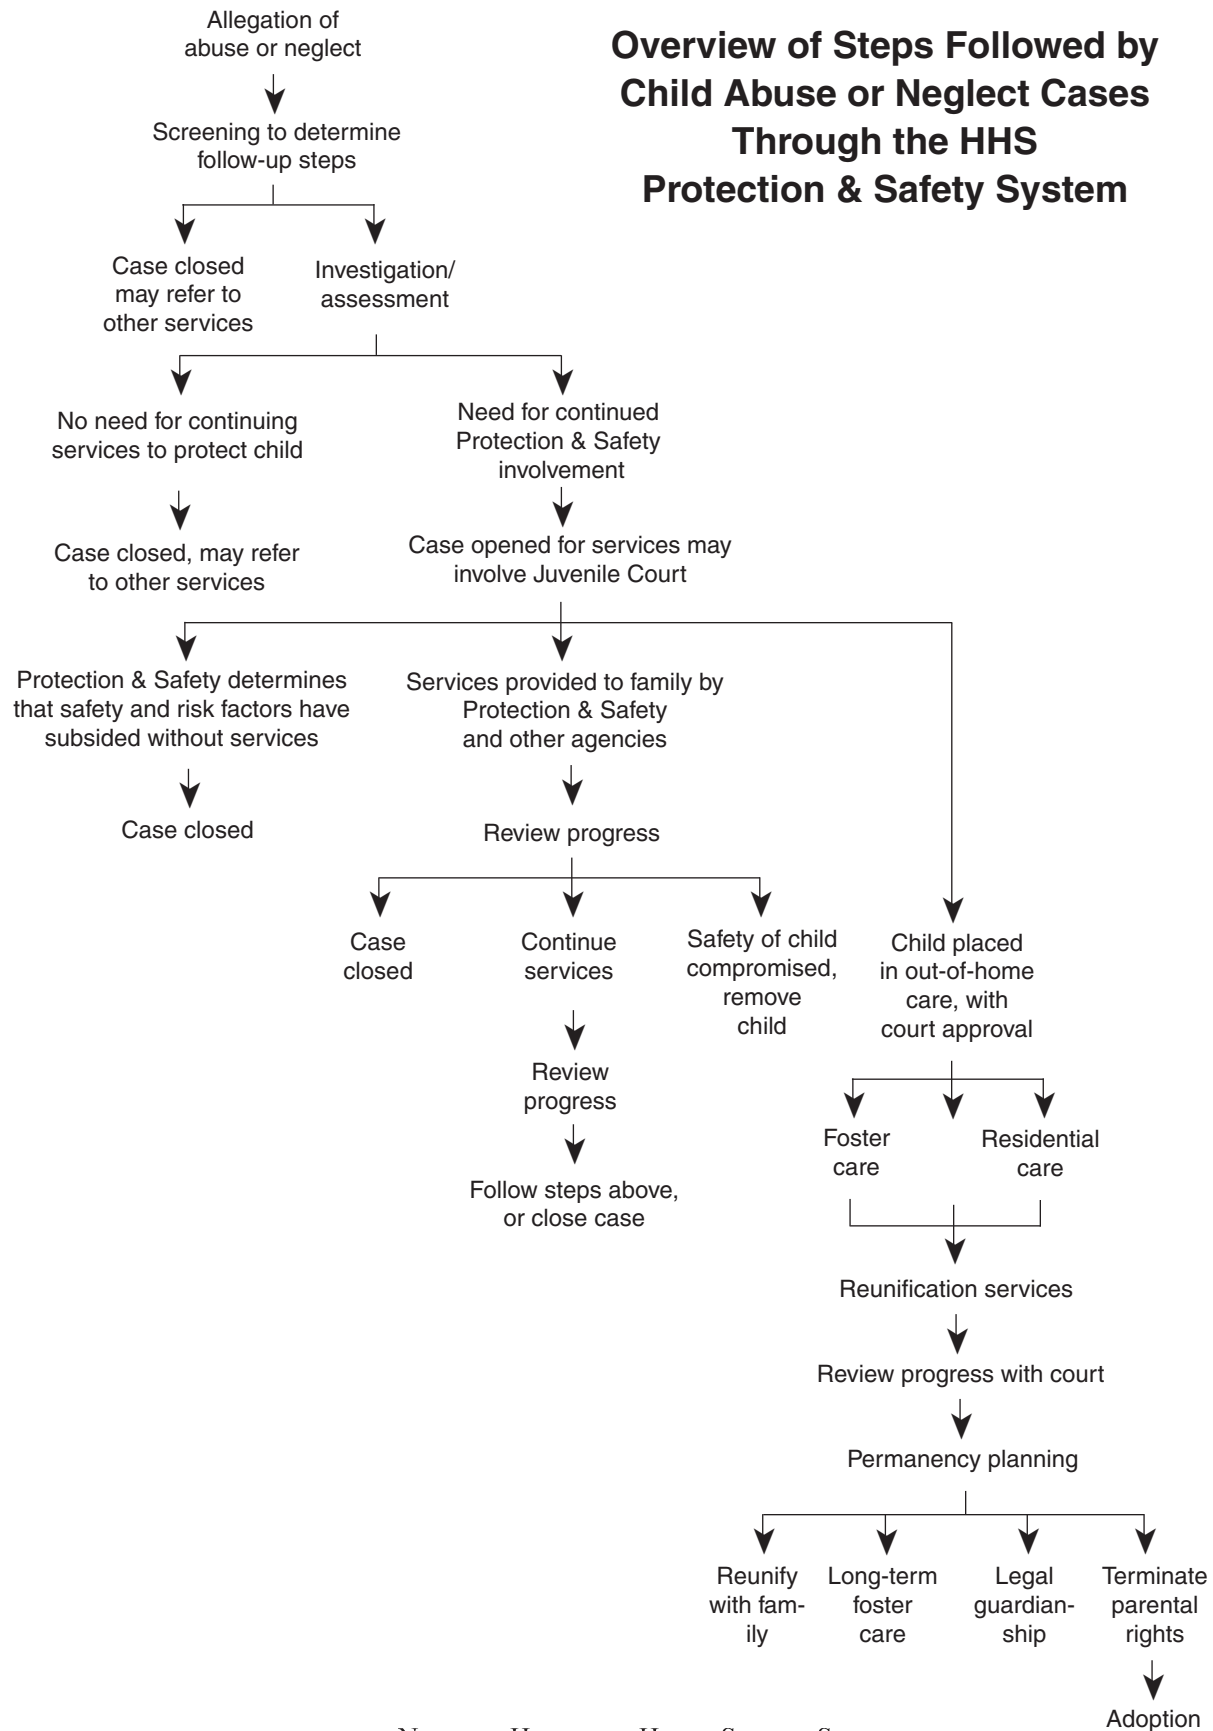 Overview of Steps Followed by
Child Abuse or Neglect Cases
Through the HHS
Protection & Safety System
Allegation of
abuse or neglect
Screening to determine
follow-up steps
Case closed
may refer to
other services
Investigation/
assessment
No need for continuing
services to protect child
Need for continued
Protection & Safety
involvement
Case closed, may refer
to other services
Case opened for services may
involve Juvenile Court
Protection & Safety determines
that safety and risk factors have
subsided without services
Services provided to family by
Protection & Safety
and other agencies
Case closed
Review progress
Case
closed
Continue
services
Safety of child
compromised,
remove
child
Child placed
in out-of-home
care, with
court approval
Review
progress
Foster
care
Residential
care
Follow steps above,
or close case
Reunification services
Review progress with court
Permanency planning
Reunify
with fam-
ily
Long-term
foster
care
Legal
guardian-
ship
Terminate
parental
rights
Adoption